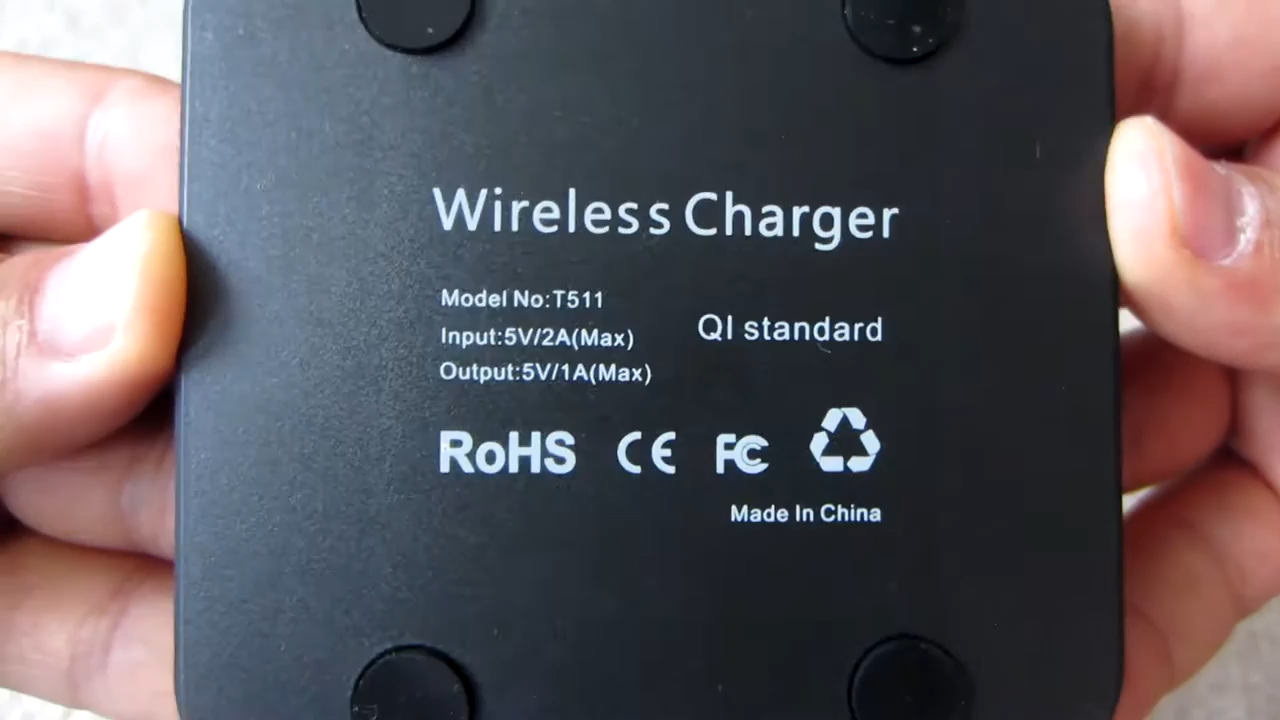 Wireless Charger
Model No:T511
Input:5V/2A(Max)
Output:5V/1A(Max)
QI standard
RoHS CE FC
Made In China